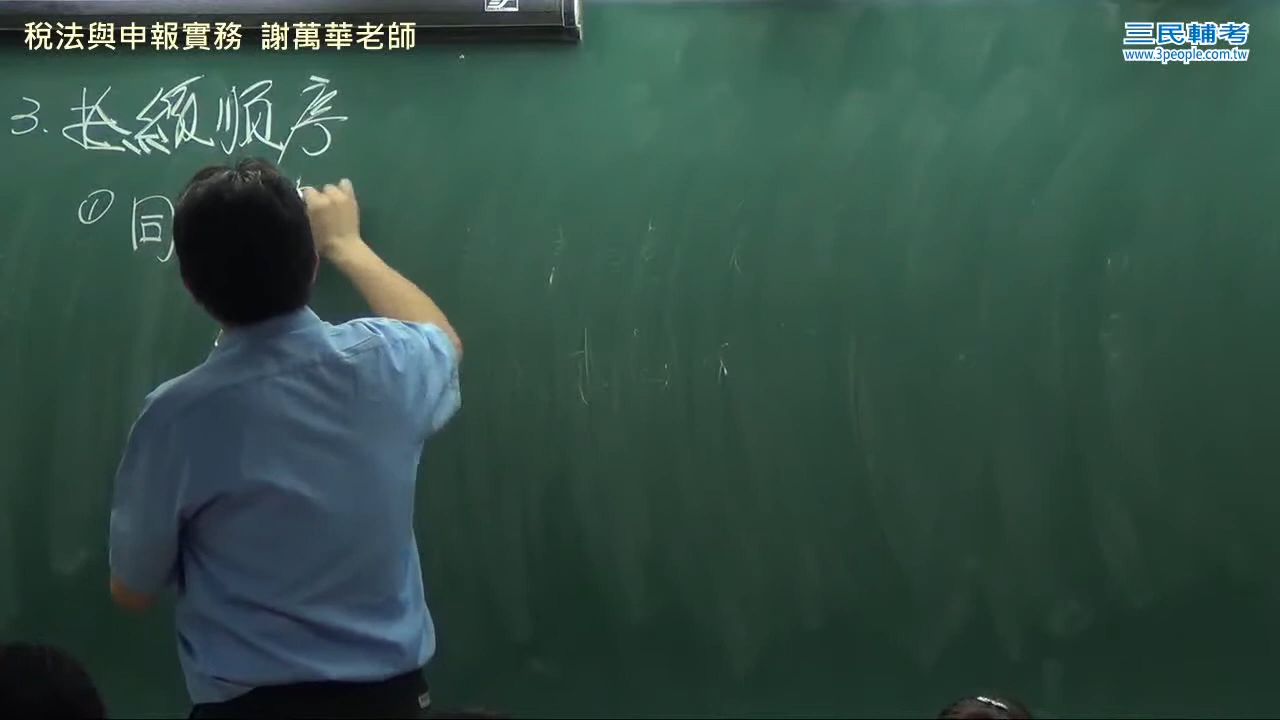 稅法與申報實務 謝萬華老師
三民輔考
www.3people.com.tw
3. 扺繳順序
① 同